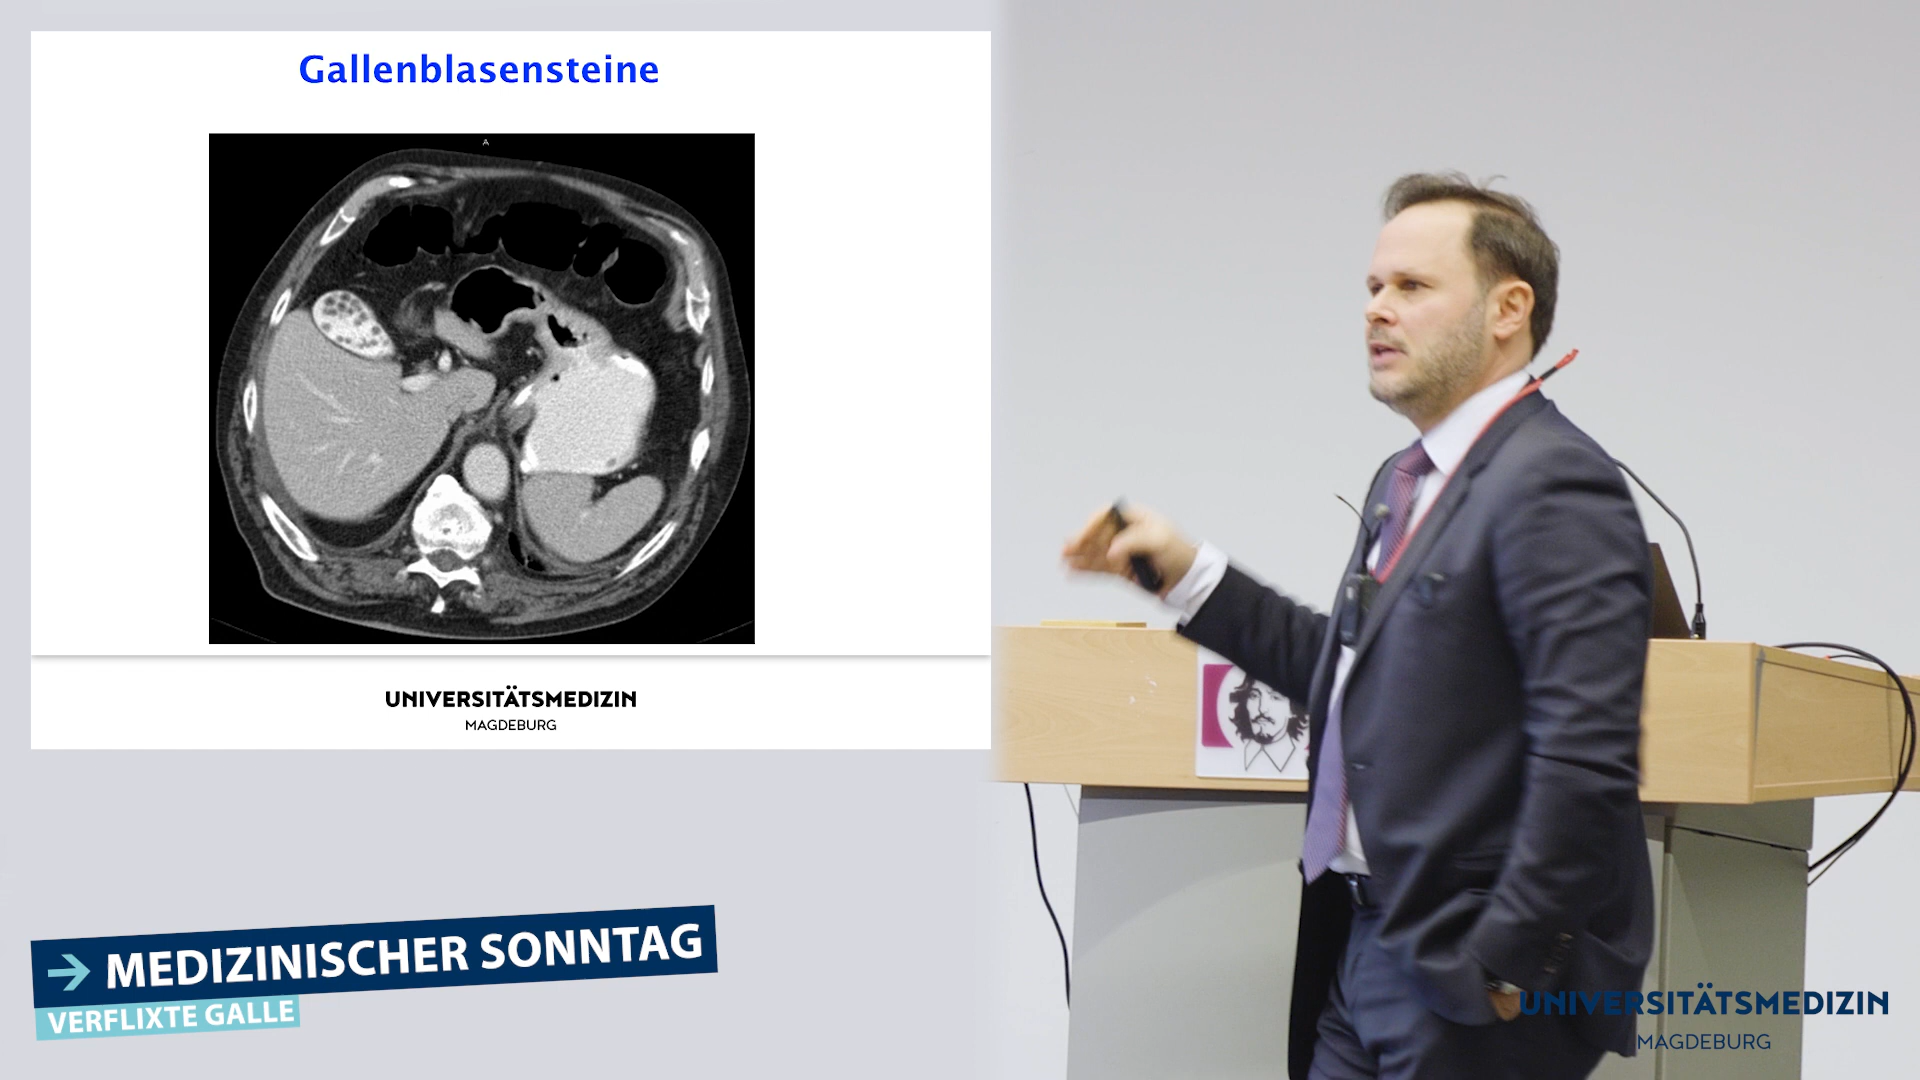 Gallenblasensteine
A
UNIVERSITÄTSMEDIZIN
MAGDEBURG
→ MEDIZINISCHER SONNTAG
VERFLIXTE GALLE
UNIVERSITÄTSMEDIZIN
MAGDEBURG